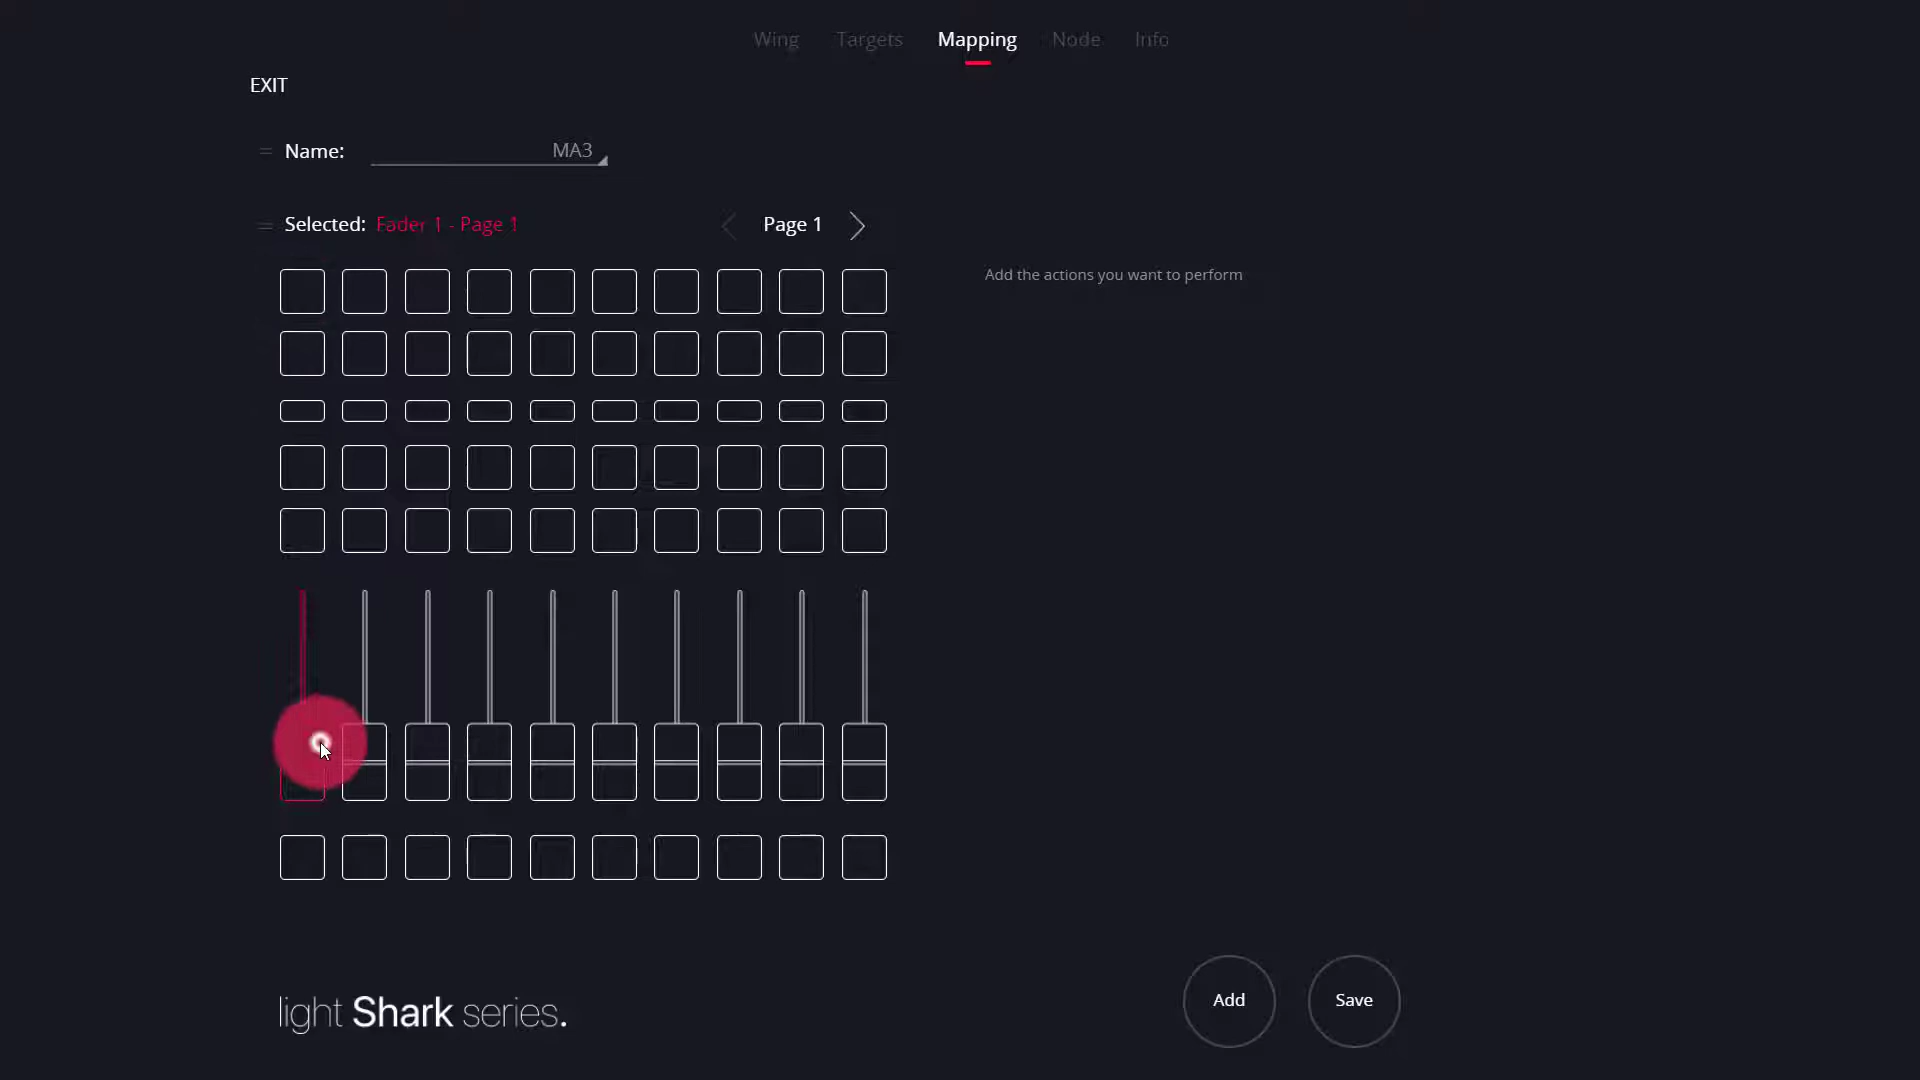 Wing Targets Mapping Node Info
EXIT
Name: MA3
Selected: Fader 1 - Page 1 Page 1
Add the actions you want to perform
light Shark series.
Add Save